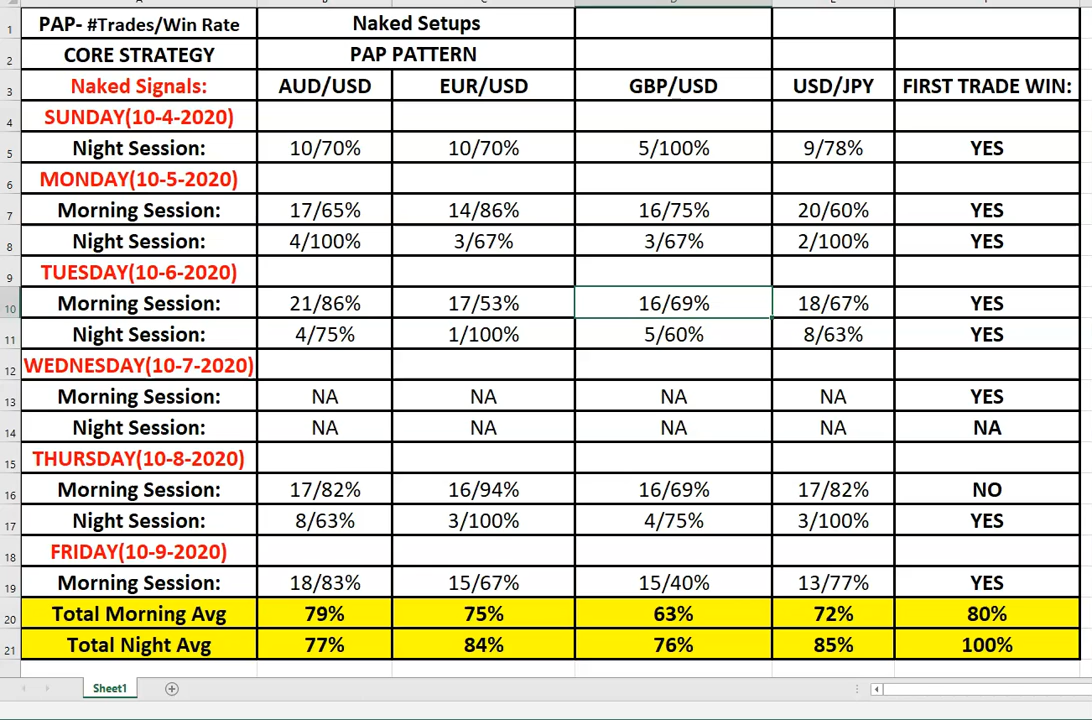 PAP- #Trades/Win Rate Naked Setups
CORE STRATEGY PAP PATTERN
Naked Signals: AUD/USD EUR/USD GBP/USD USD/JPY FIRST TRADE WIN:
SUNDAY(10-4-2020)
Night Session: 10/70% 10/70% 5/100% 9/78% YES
MONDAY(10-5-2020)
Morning Session: 17/65% 14/86% 16/75% 20/60% YES
Night Session: 4/100% 3/67% 3/67% 2/100% YES
TUESDAY(10-6-2020)
Morning Session: 21/86% 17/53% 16/69% 18/67% YES
Night Session: 4/75% 1/100% 5/60% 8/63% YES
WEDNESDAY(10-7-2020)
Morning Session: NA NA NA NA YES
Night Session: NA NA NA NA NA
THURSDAY(10-8-2020)
Morning Session: 17/82% 16/94% 16/69% 17/82% NO
Night Session: 8/63% 3/100% 4/75% 3/100% YES
FRIDAY(10-9-2020)
Morning Session: 18/83% 15/67% 15/40% 13/77% YES
Total Morning Avg 79% 75% 63% 72% 80%
Total Night Avg 77% 84% 76% 85% 100%
Sheet1